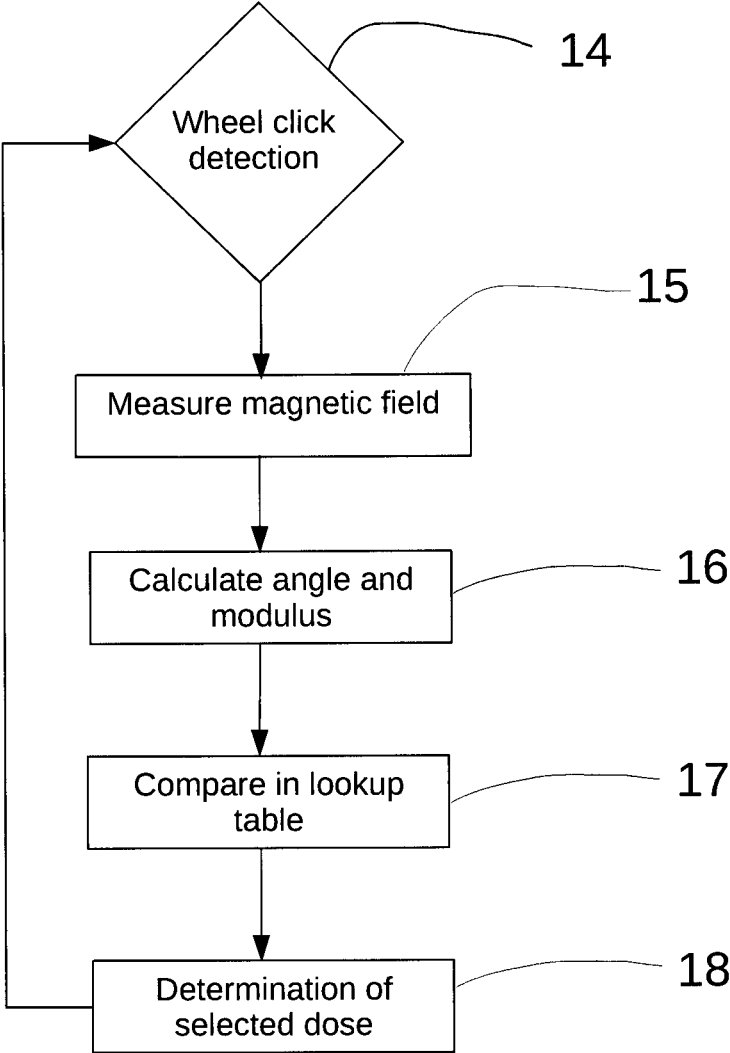 14
Wheel click
detection
15
Measure magnetic field
16
Calculate angle and
modulus
17
Compare in lookup
table
18
Determination of
selected dose